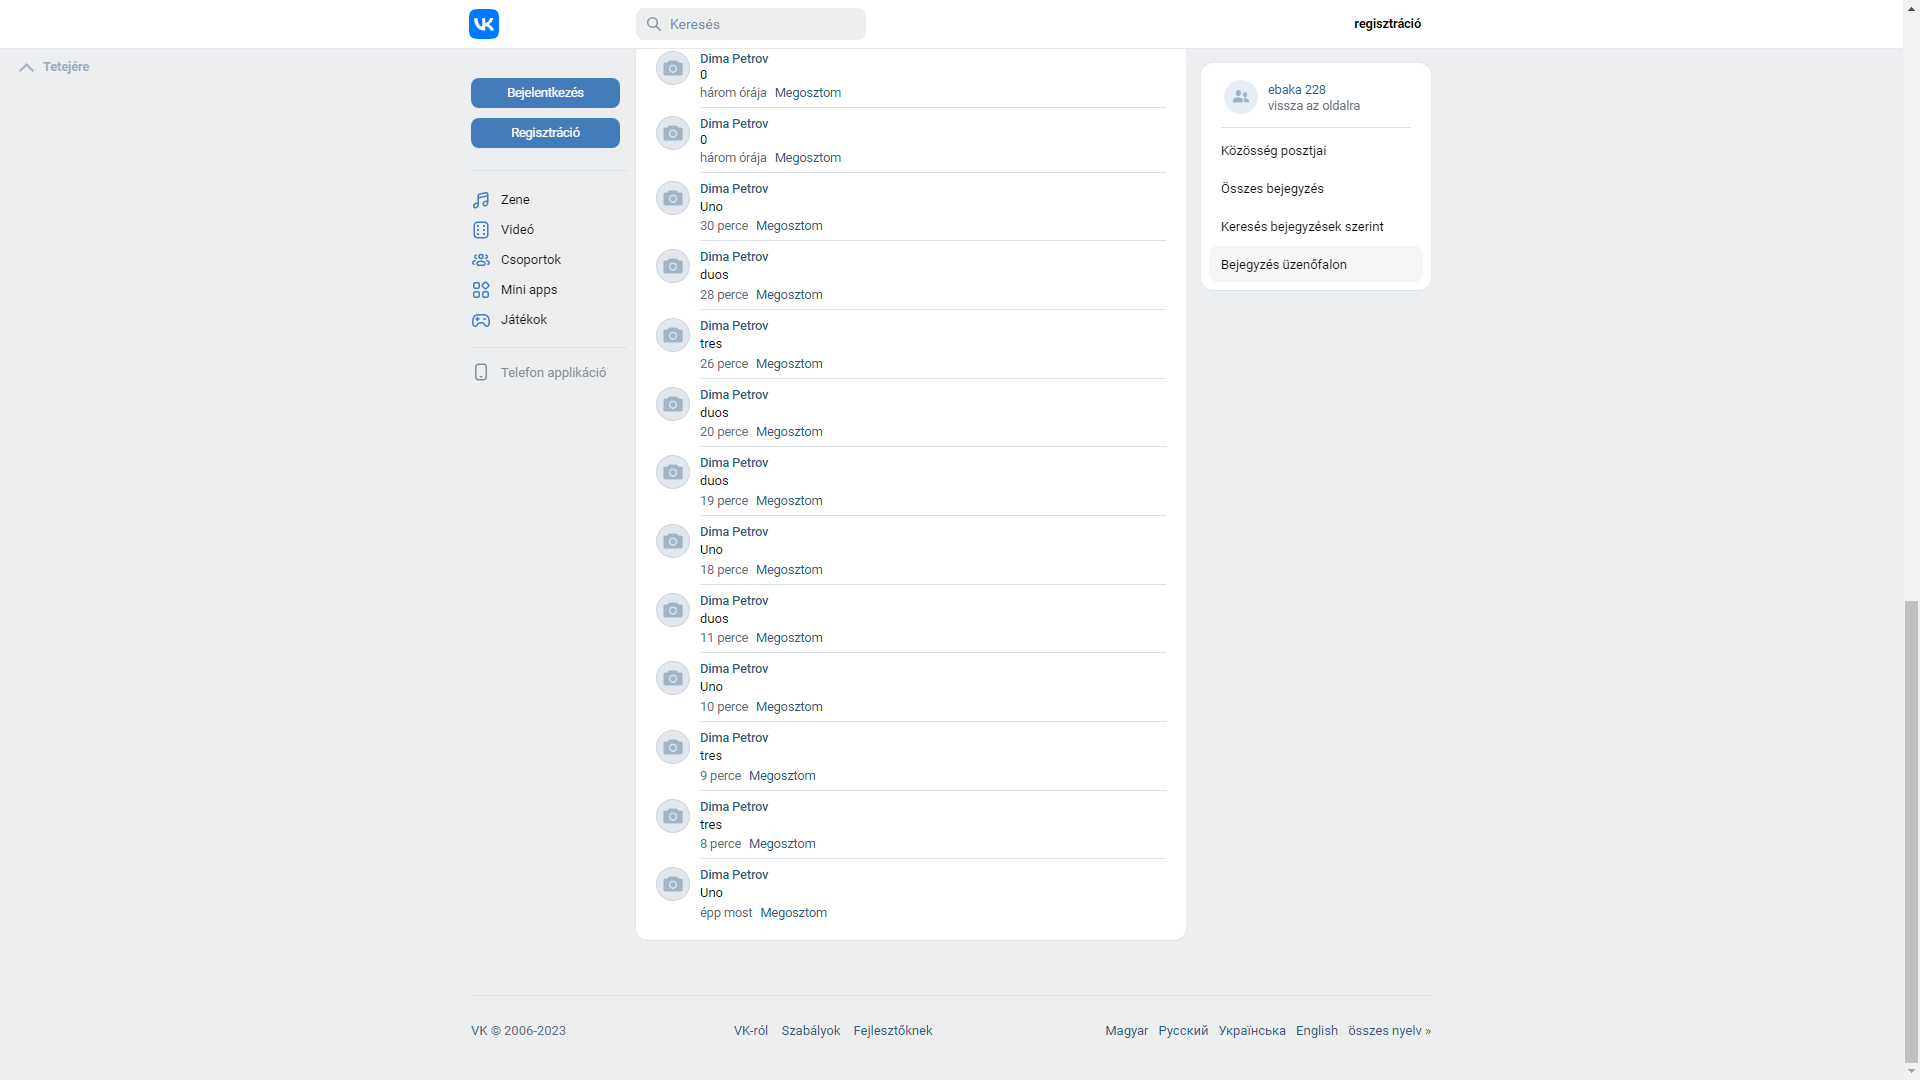 Keresés
regisztráció
Tetejére
Bejelentkezés
Regisztráció
Zene
Videó
Csoportok
Mini apps
Játékok
Telefon applikáció
Dima Petrov
0
három órája Megosztom
Dima Petrov
0
három órája Megosztom
Dima Petrov
Uno
30 perce Megosztom
Dima Petrov
duos
28 perce Megosztom
Dima Petrov
tres
26 perce Megosztom
Dima Petrov
duos
20 perce Megosztom
Dima Petrov
duos
19 perce Megosztom
Dima Petrov
Uno
18 perce Megosztom
Dima Petrov
duos
11 perce Megosztom
Dima Petrov
Uno
10 perce Megosztom
Dima Petrov
tres
9 perce Megosztom
Dima Petrov
tres
8 perce Megosztom
Dima Petrov
Uno
épp most Megosztom
ebaka 228
vissza az oldalra
Közösség posztjai
Összes bejegyzés
Keresés bejegyzések szerint
Bejegyzés üzenőfalon
VK © 2006-2023
VK-ról Szabályok Fejlesztőknek
Magyar Русский Українська English összes nyelv »